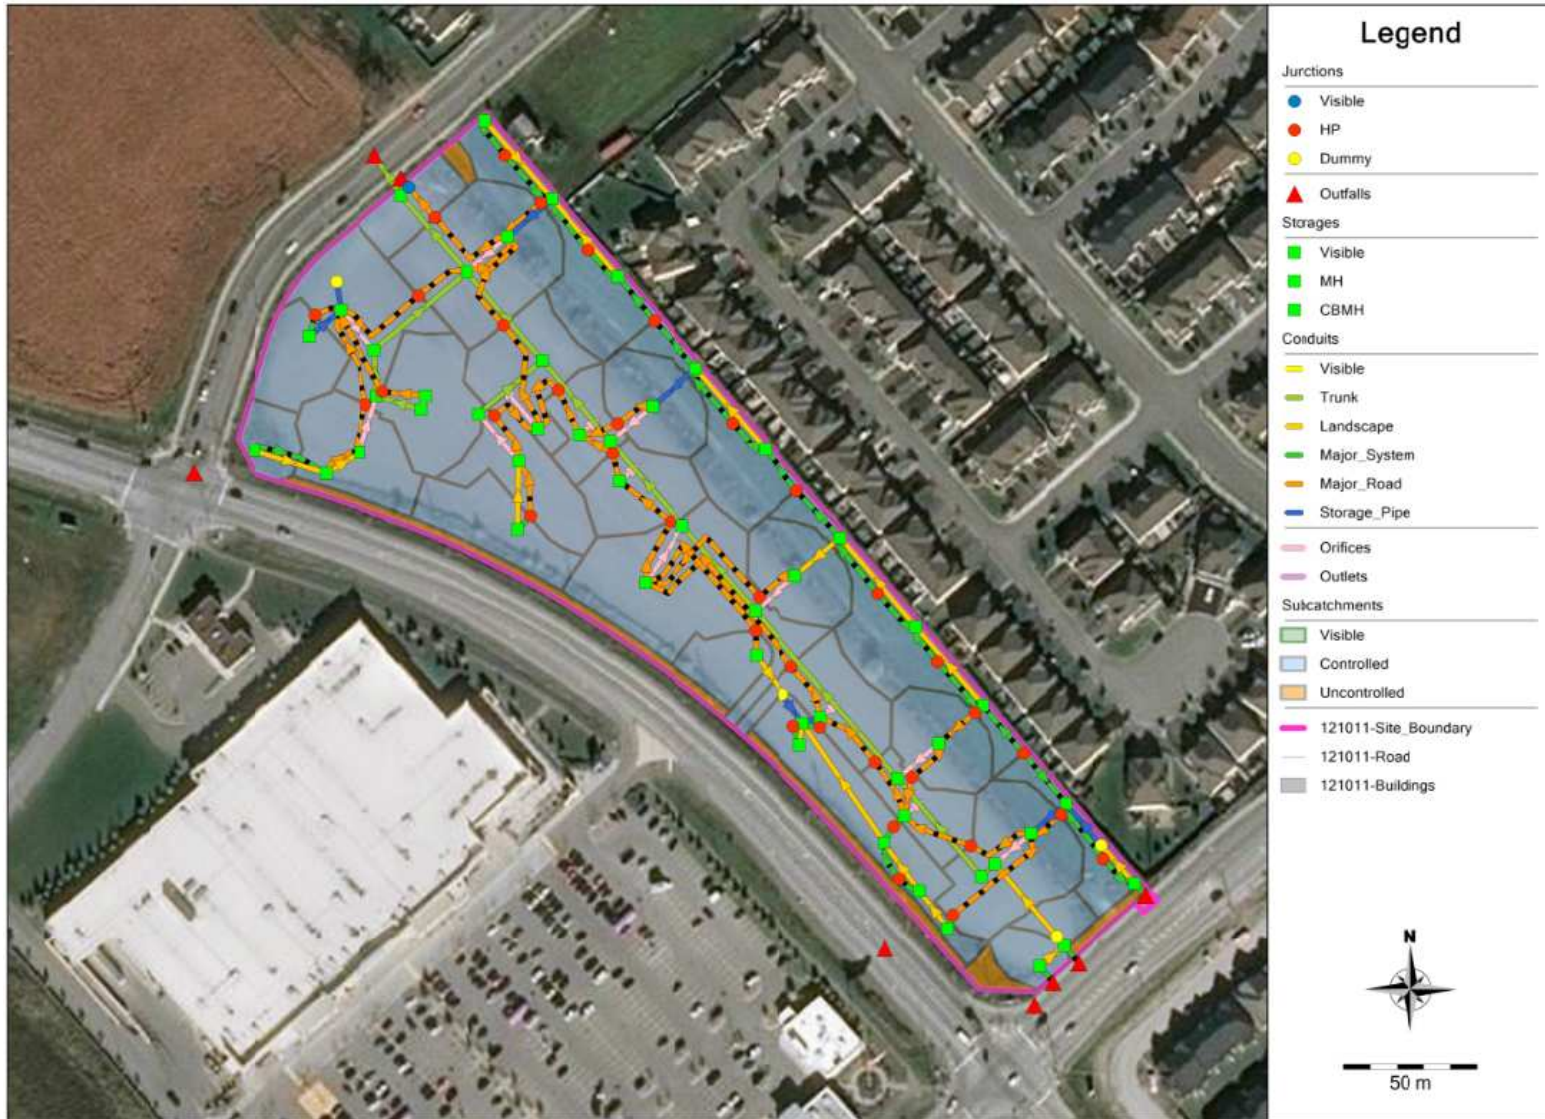 Legend
Junctions
Visible
HP
Dummy
Outfalls
Storages
Visible
MH
CBMH
Conduits
Visible
Trunk
Landscape
Major_System
Major_Road
Storage_Pipe
Orifices
Outlets
Subcatchments
Visible
Controlled
Uncontrolled
121011-Site_Boundary
121011-Road
121011-Buildings
N
50 m